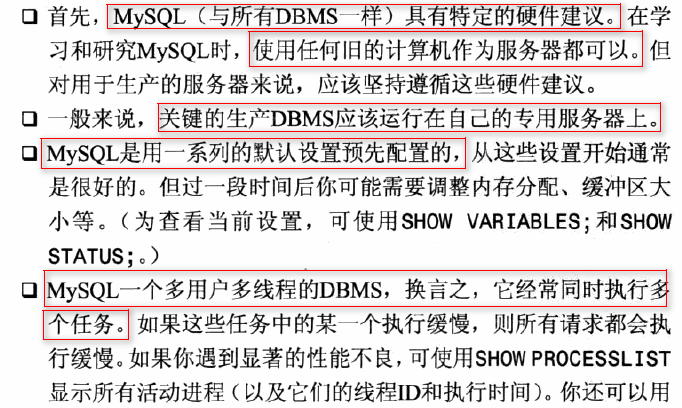 ❑ 首先，MySQL（与所有DBMS一样）具有特定的硬件建议。在学
习和研究MySQL时，使用任何旧的计算机作为服务器都可以。但
对用于生产的服务器来说，应该坚持遵循这些硬件建议。
❑ 一般来说，关键的生产DBMS应该运行在自己的专用服务器上。
❑ MySQL是用一系列的默认设置预先配置的，从这些设置开始通常
是很好的。但过一段时间后你可能需要调整内存分配、缓冲区大
小等。（为查看当前设置，可使用SHOW VARIABLES;和SHOW
STATUS;。）
❑ MySQL一个多用户多线程的DBMS，换言之，它经常同时执行多
个任务。如果这些任务中的某一个执行缓慢，则所有请求都会执
行缓慢。如果你遇到显著的性能不良，可使用SHOW PROCESSLIST
显示所有活动进程（以及它们的线程ID和执行时间）。你还可以用